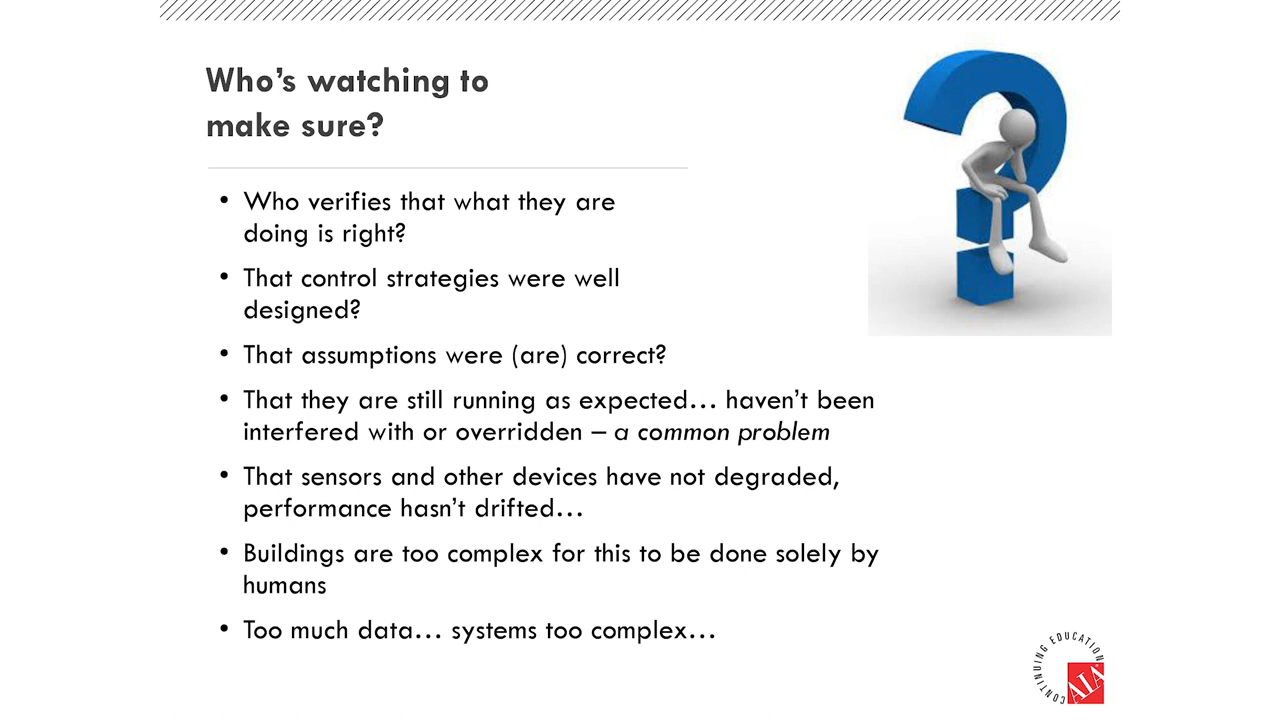 Who’s watching to
make sure?
• Who verifies that what they are
doing is right?
• That control strategies were well
designed?
• That assumptions were (are) correct?
• That they are still running as expected… haven’t been
interfered with or overridden – a common problem
• That sensors and other devices have not degraded,
performance hasn’t drifted…
• Buildings are too complex for this to be done solely by
humans
• Too much data… systems too complex…
CONTINUING EDUCATION
AIA